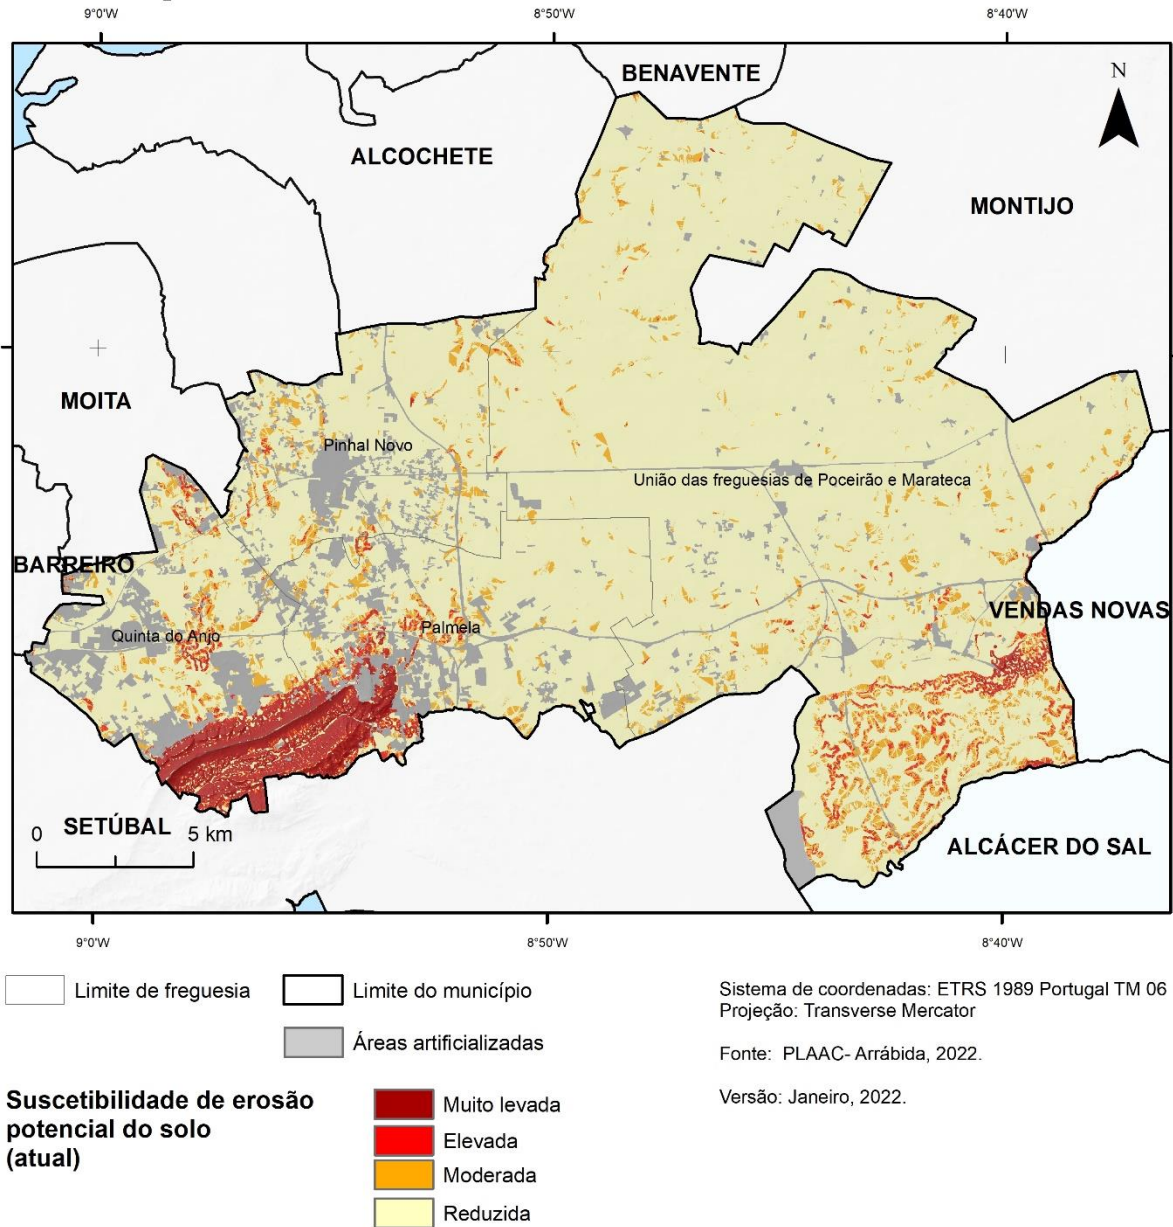 9°0'W
8°50'W
8°40'W
BENAVENTE
N
ALCOCHETE
MONTIJO
MOITA
Pinhal Novo
União das freguesias de Poceirão e Marateca
BARREIRO
VENDAS NOVAS
Quinta do Anjo
Palmela
0 SETÚBAL 5 km
ALCÁCER DO SAL
9°0'W
8°50'W
8°40'W
Limite de freguesia
Limite do município
Áreas artificializadas
Sistema de coordenadas: ETRS 1989 Portugal TM 06
Projeção: Transverse Mercator
Fonte: PLAAC- Arrábida, 2022.
Versão: Janeiro, 2022.
Suscetibilidade de erosão
potencial do solo
(atual)
Muito levada
Elevada
Moderada
Reduzida